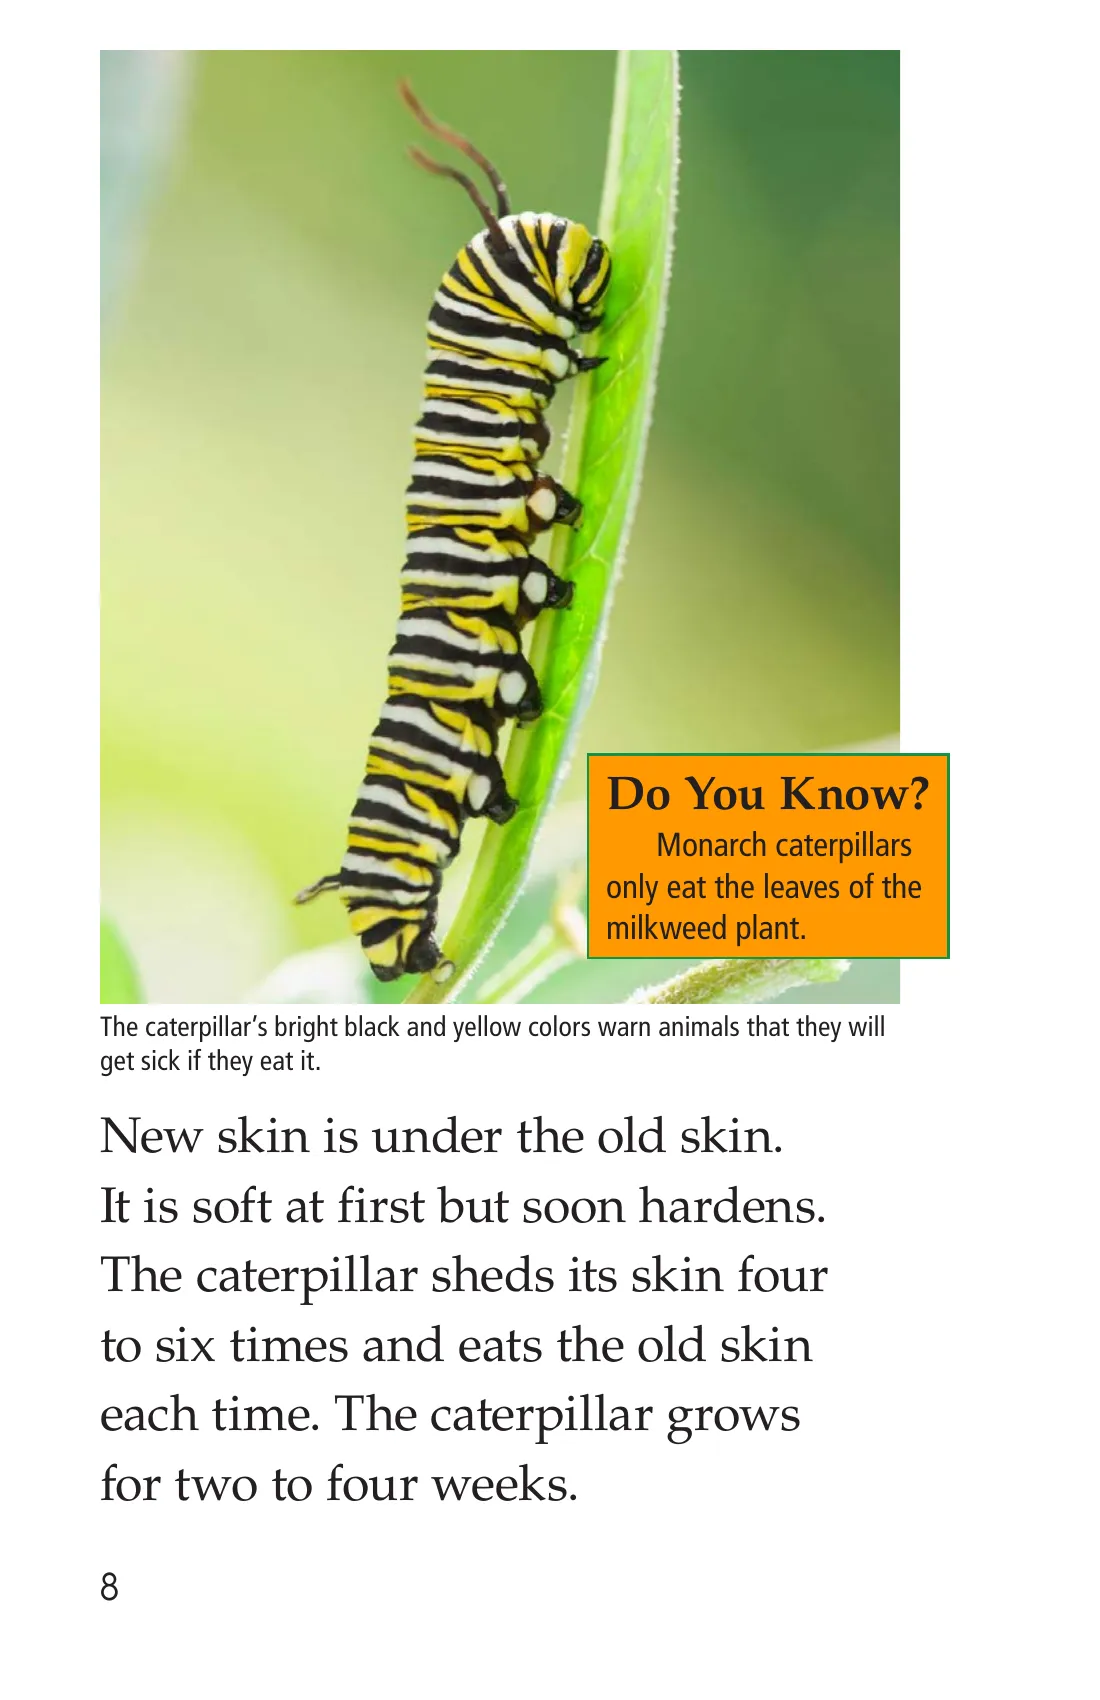 Do You Know?
Monarch caterpillars
only eat the leaves of the
milkweed plant.
The caterpillar’s bright black and yellow colors warn animals that they will
get sick if they eat it.
New skin is under the old skin.
It is soft at first but soon hardens.
The caterpillar sheds its skin four
to six times and eats the old skin
each time. The caterpillar grows
for two to four weeks.
8